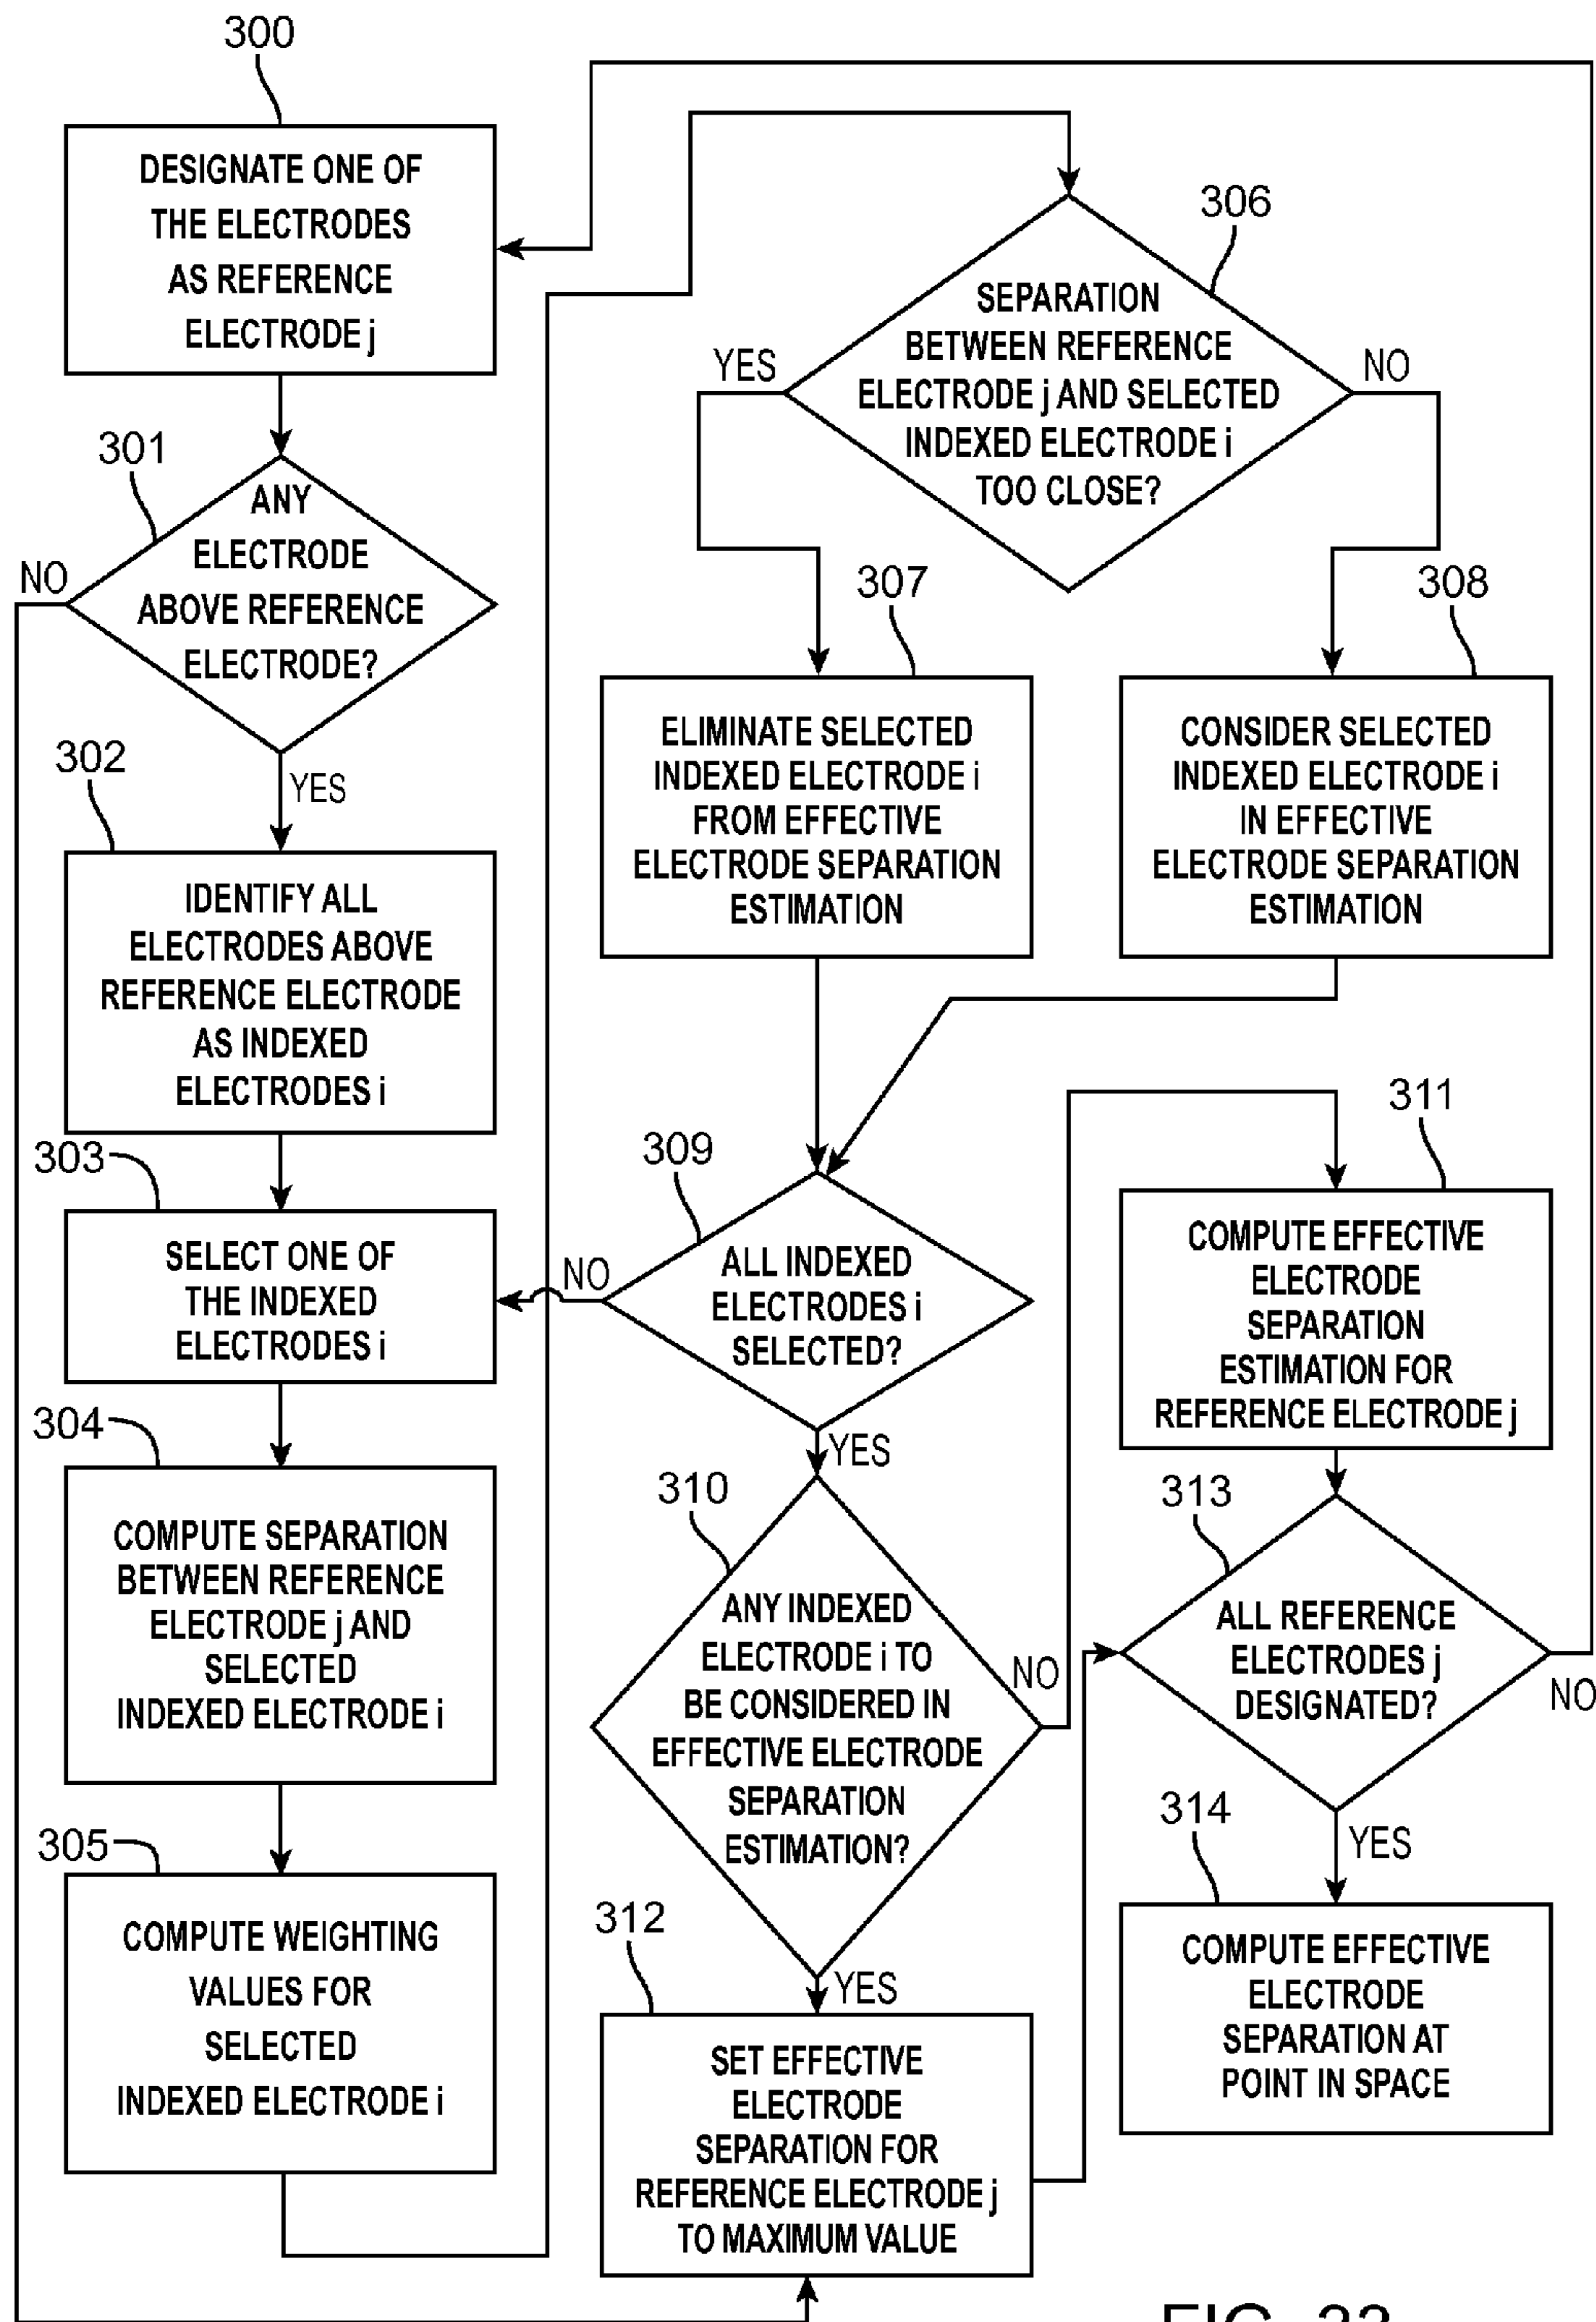 300
DESIGNATE ONE OF
THE ELECTRODES
AS REFERENCE
ELECTRODE j
301
ANY
ELECTRODE
ABOVE REFERENCE
ELECTRODE?
NO
YES
302
IDENTIFY ALL
ELECTRODES ABOVE
REFERENCE ELECTRODE
AS INDEXED
ELECTRODES i
303
SELECT ONE OF
THE INDEXED
ELECTRODES i
304
COMPUTE SEPARATION
BETWEEN REFERENCE
ELECTRODE j AND
SELECTED
INDEXED ELECTRODE i
305
COMPUTE WEIGHTING
VALUES FOR
SELECTED
INDEXED ELECTRODE i
306
SEPARATION
BETWEEN REFERENCE
ELECTRODE j AND SELECTED
INDEXED ELECTRODE i
TOO CLOSE?
YES
NO
307
ELIMINATE SELECTED
INDEXED ELECTRODE i
FROM EFFECTIVE
ELECTRODE SEPARATION
ESTIMATION
308
CONSIDER SELECTED
INDEXED ELECTRODE i
IN EFFECTIVE
ELECTRODE SEPARATION
ESTIMATION
309
ALL INDEXED
ELECTRODES i
SELECTED?
NO
YES
310
ANY INDEXED
ELECTRODE i TO
BE CONSIDERED IN
EFFECTIVE ELECTRODE
SEPARATION
ESTIMATION?
NO
YES
311
COMPUTE EFFECTIVE
ELECTRODE
SEPARATION
ESTIMATION FOR
REFERENCE ELECTRODE j
312
SET EFFECTIVE
ELECTRODE
SEPARATION FOR
REFERENCE ELECTRODE j
TO MAXIMUM VALUE
313
ALL REFERENCE
ELECTRODES j
DESIGNATED?
NO
YES
314
COMPUTE EFFECTIVE
ELECTRODE
SEPARATION AT
POINT IN SPACE